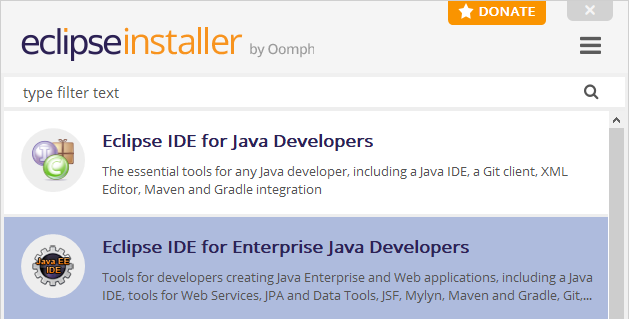 DONATE
eclipseinstaller by Oomph
type filter text
Eclipse IDE for Java Developers
The essential tools for any Java developer, including a Java IDE, a Git client, XML
Editor, Maven and Gradle integration
Java EE
IDE
Eclipse IDE for Enterprise Java Developers
Tools for developers creating Java Enterprise and Web applications, including a Java
IDE, tools for Web Services, JPA and Data Tools, JSF, Mylyn, Maven and Gradle, Git,...